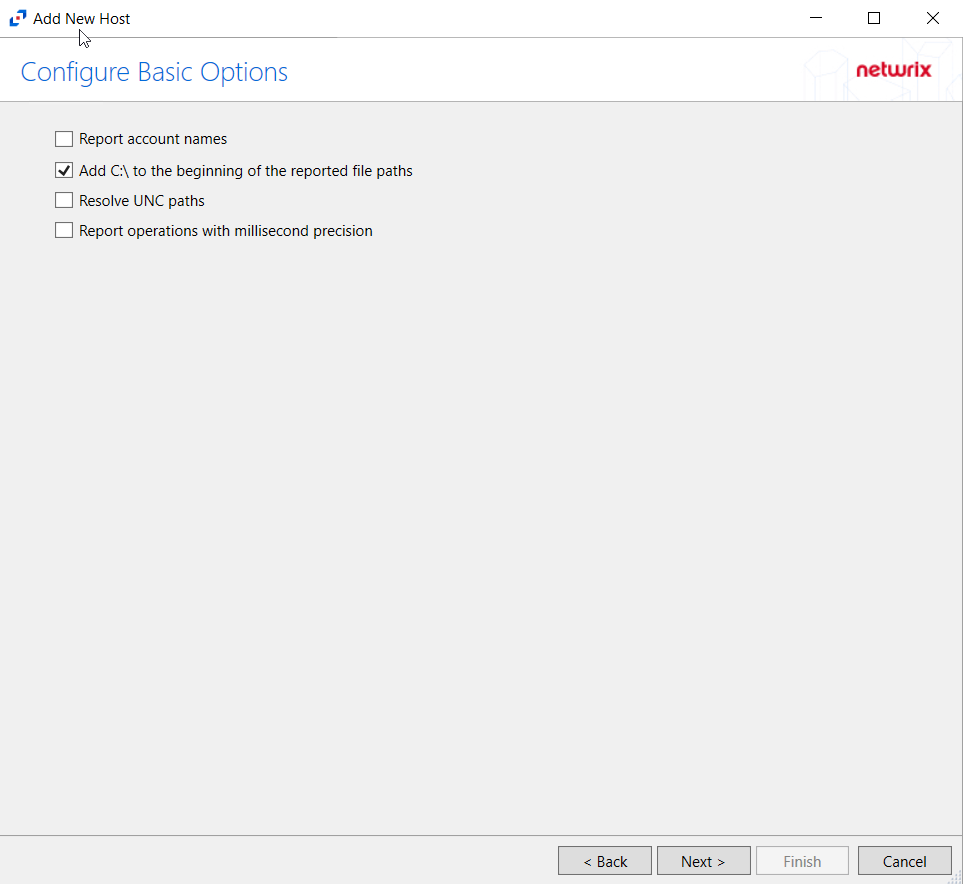 Add New Host
Configure Basic Options
netwrix
Report account names
Add C:\ to the beginning of the reported file paths
Resolve UNC paths
Report operations with millisecond precision
< Back
Next >
Finish
Cancel